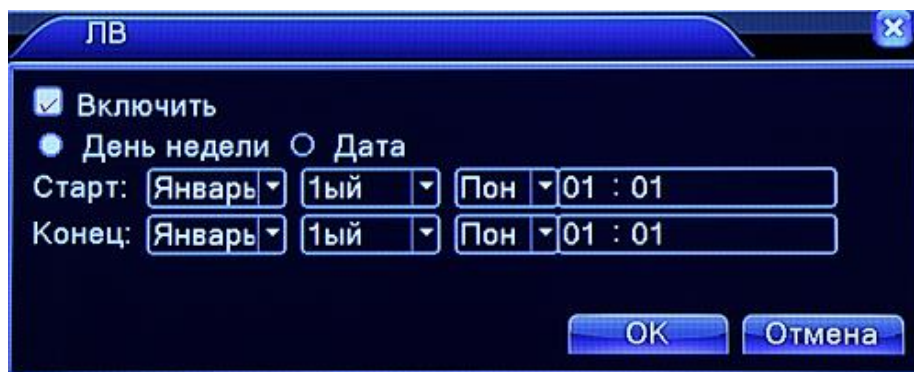 ЛВ
Включить
День недели Дата
Старт: Январь 1ый Пон 01 : 01
Конец: Январь 1ый Пон 01 : 01
OK Отмена